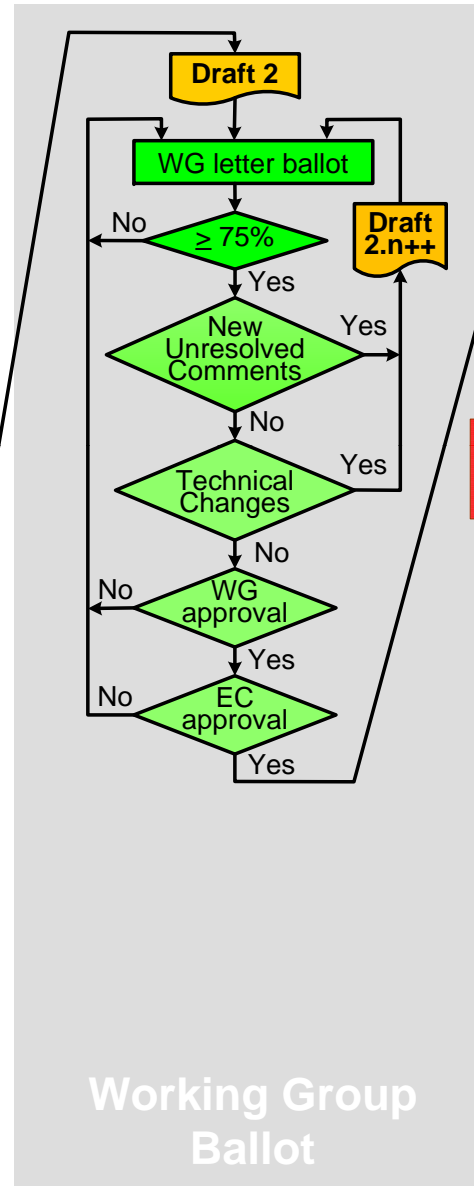 Draft 2
WG letter ballot
No
≥ 75%
Draft
2.n++
Yes
New
Unresolved
Comments
Yes
No
Technical
Changes
Yes
No
No
WG
approval
Yes
No
EC
approval
Yes
Working Group
Ballot